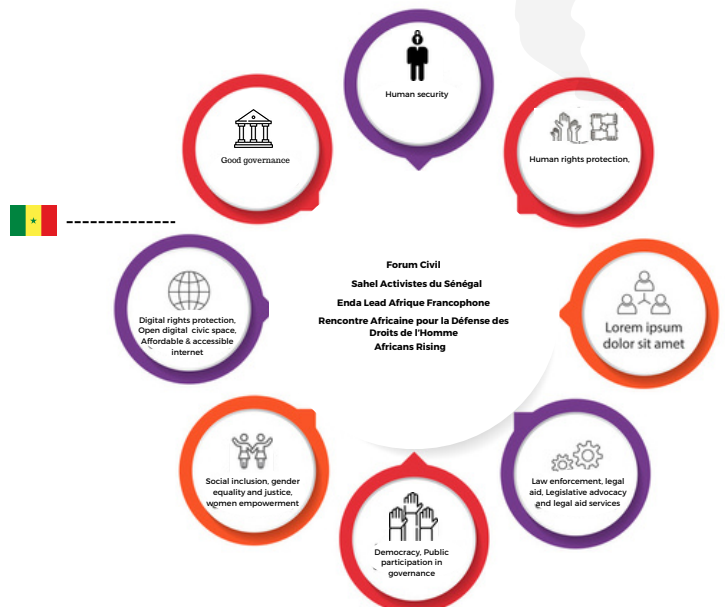 Human security
Good governance
Human rights protection,
Forum Civil
Sahel Activistes du Sénégal
Enda Lead Afrique Francophone
Rencontre Africaine pour la Défense des
Droits de l'Homme
Africans Rising
Digital rights protection,
Open digital civic space,
Affordable & accessible
internet
Lorem ipsum
dolor sit amet
Social inclusion, gender
equality and justice,
women empowerment
Law enforcement, legal
aid, Legislative advocacy
and legal aid services
Democracy, Public
participation in
governance